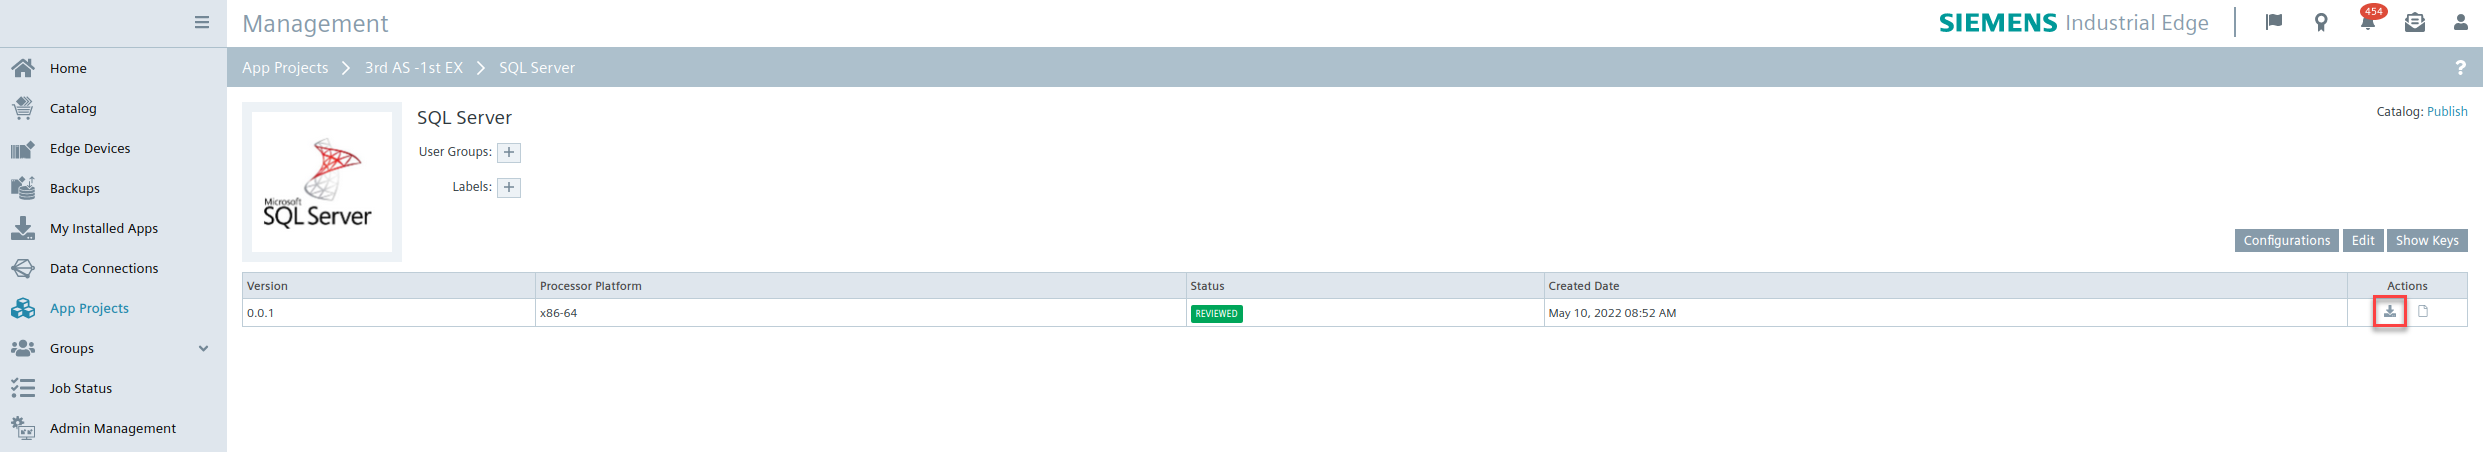 Management
SIEMENS Industrial Edge
454
Home
Catalog
Edge Devices
Backups
My Installed Apps
Data Connections
App Projects
Groups
Job Status
Admin Management
App Projects > 3rd AS -1st EX > SQL Server
?
Microsoft
SQL Server
SQL Server
User Groups: +
Labels: +
Catalog: Publish
Configurations Edit Show Keys
Version Processor Platform Status Created Date Actions
0.0.1 x86-64 REVIEWED May 10, 2022 08:52 AM